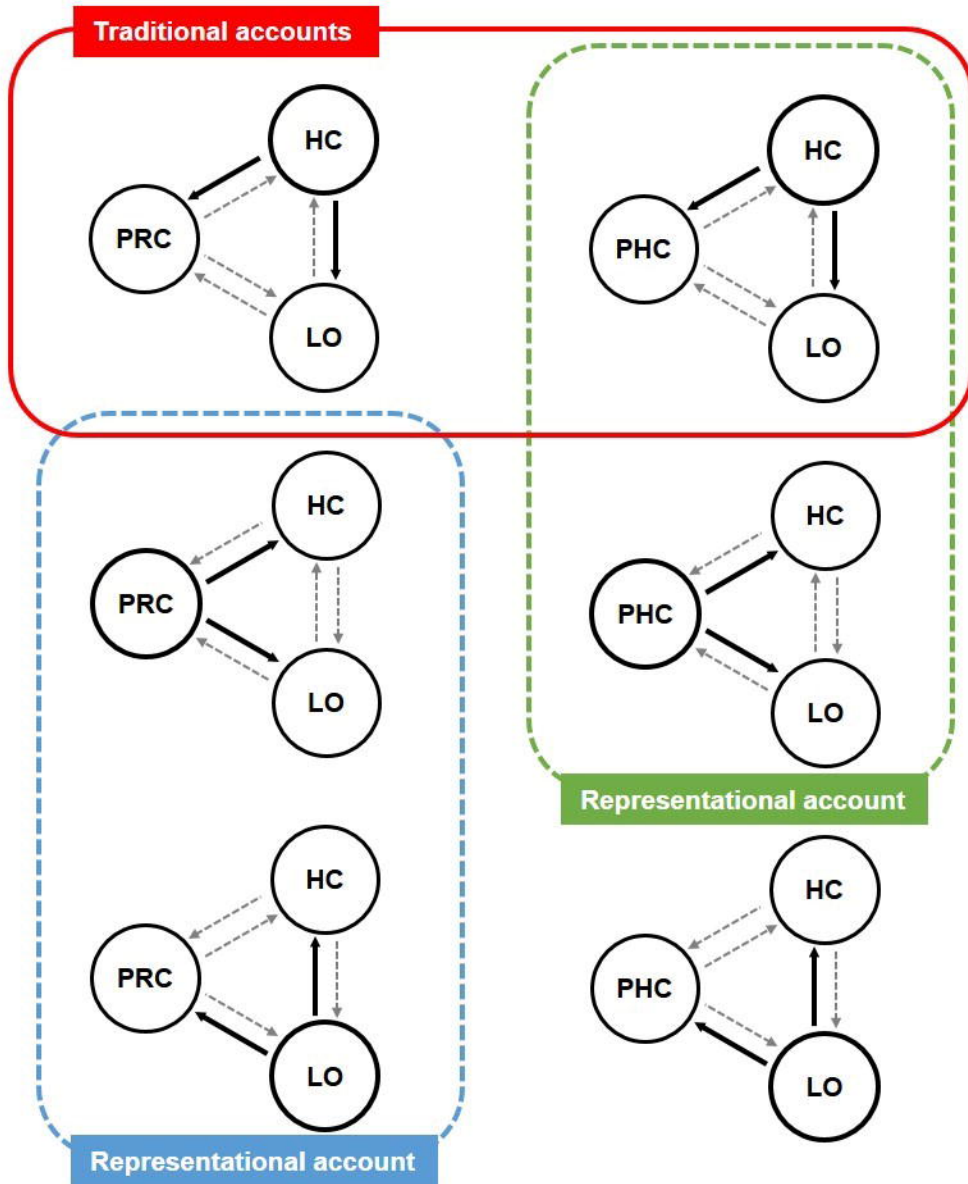 Traditional accounts
HC
PRC
LO
HC
PHC
LO
HC
PRC
LO
HC
PHC
LO
Representational account
HC
PRC
LO
HC
PHC
LO
Representational account